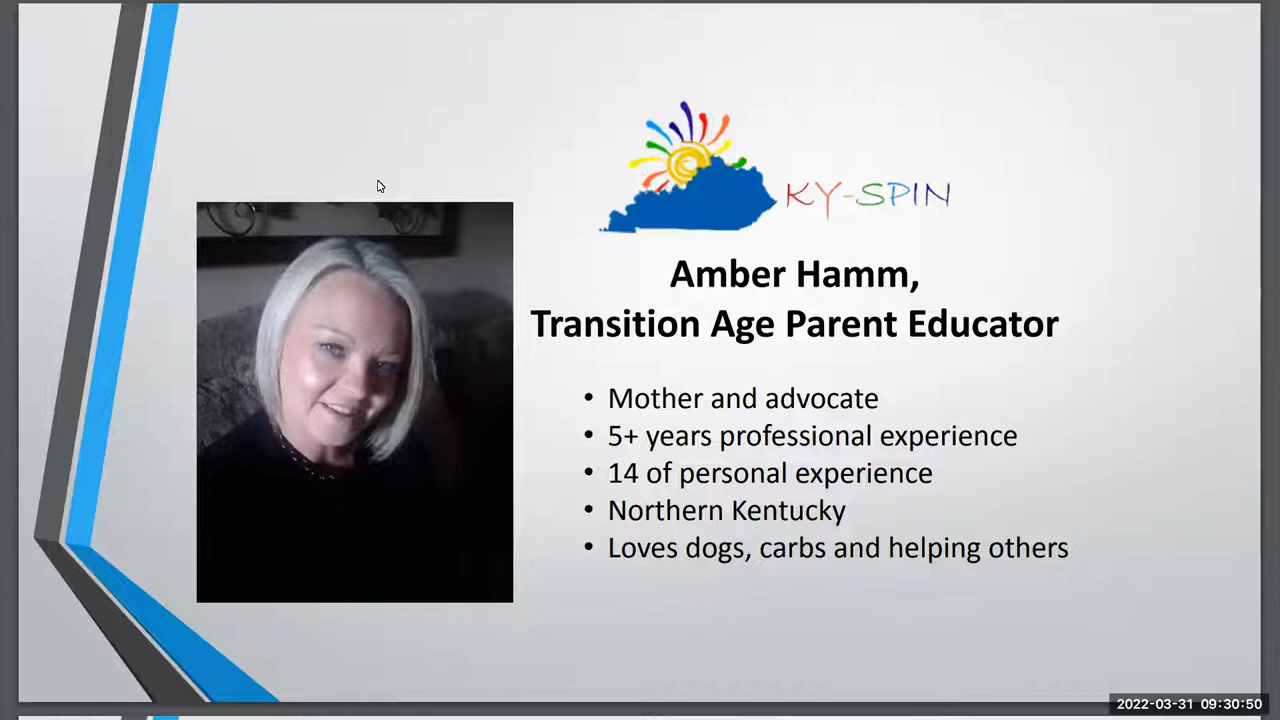 KY-SPIN
Amber Hamm,
Transition Age Parent Educator
• Mother and advocate
• 5+ years professional experience
• 14 of personal experience
• Northern Kentucky
• Loves dogs, carbs and helping others
2022-03-31 09:30:50